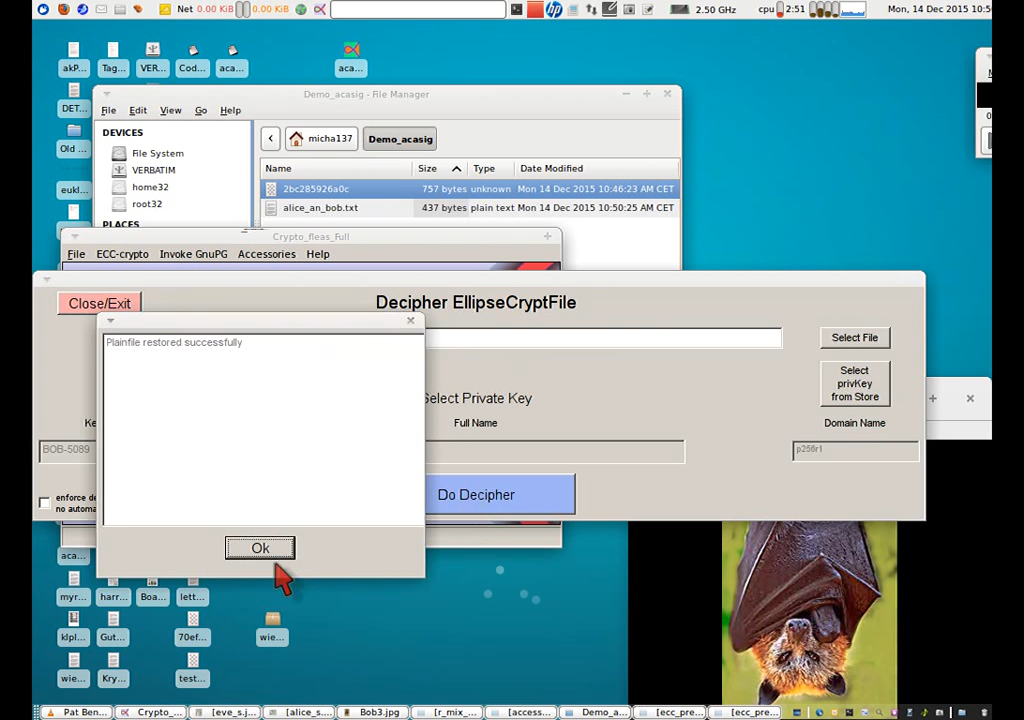 Net 0.00 KiB 0.00 KiB 2.50 GHz cpu 2:51 Mon, 14 Dec 2015 10:5
akP... Tag... VER... Cod... aca... aca...
DET...
Old ...
eukl...
Demo_acasig - File Manager
File Edit View Go Help
DEVICES
File System
VERBATIM
home32
root32
PLACES
micha137 Demo_acasig
Name Size Type Date Modified
2bc285926a0c 757 bytes unknown Mon 14 Dec 2015 10:46:23 AM CET
alice_an_bob.txt 437 bytes plain text Mon 14 Dec 2015 10:50:25 AM CET
Crypto_fleas_Full
File ECC-crypto Invoke GnuPG Accessories Help
Close/Exit Decipher EllipseCryptFile
Plainfile restored successfully
Select File
Select
privKey
from Store
Select Private Key
Ke Full Name Domain Name
BOB-5089 p256r1
enforce de
no automa
Do Decipher
Ok
aca...
myr... harr... Boa... lett...
klpl... Gut... 70ef... wie...
wie... Kry... test...
Pat Ben... Crypto_... [eve_s.j... [alice_s.... Bob3.jpg [r_mix_... [access... Demo_a... [ecc_pre... [ecc_pre...